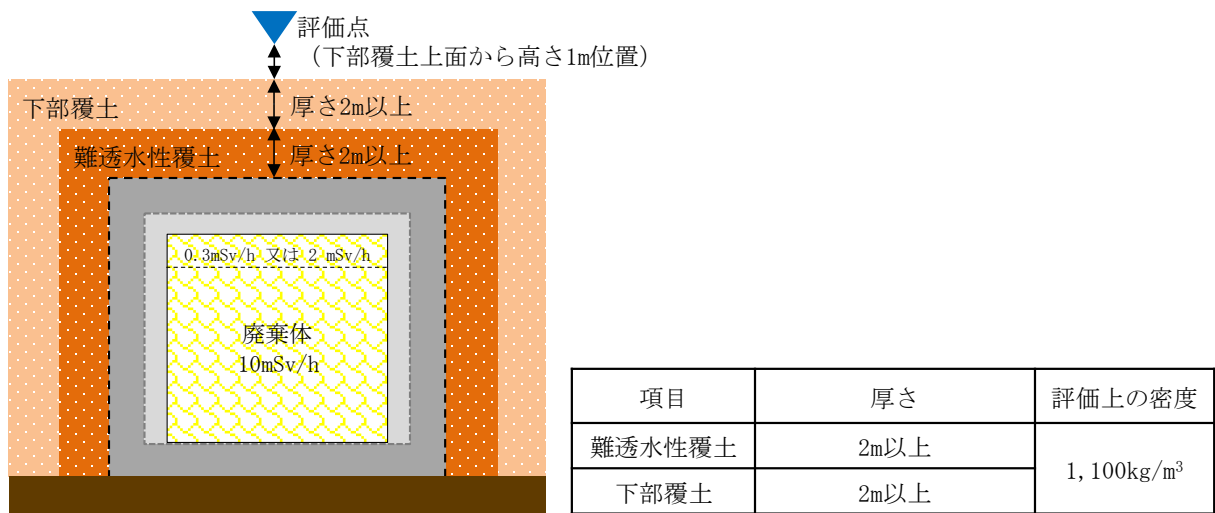 評価点
（下部覆土上面から高さ1m位置）
下部覆土
厚さ2m以上
難透水性覆土
厚さ2m以上
0.3mSv/h 又は 2 mSv/h
廃棄体
10mSv/h
項目 厚さ 評価上の密度
難透水性覆土 2m以上 1,100kg/m³
下部覆土 2m以上